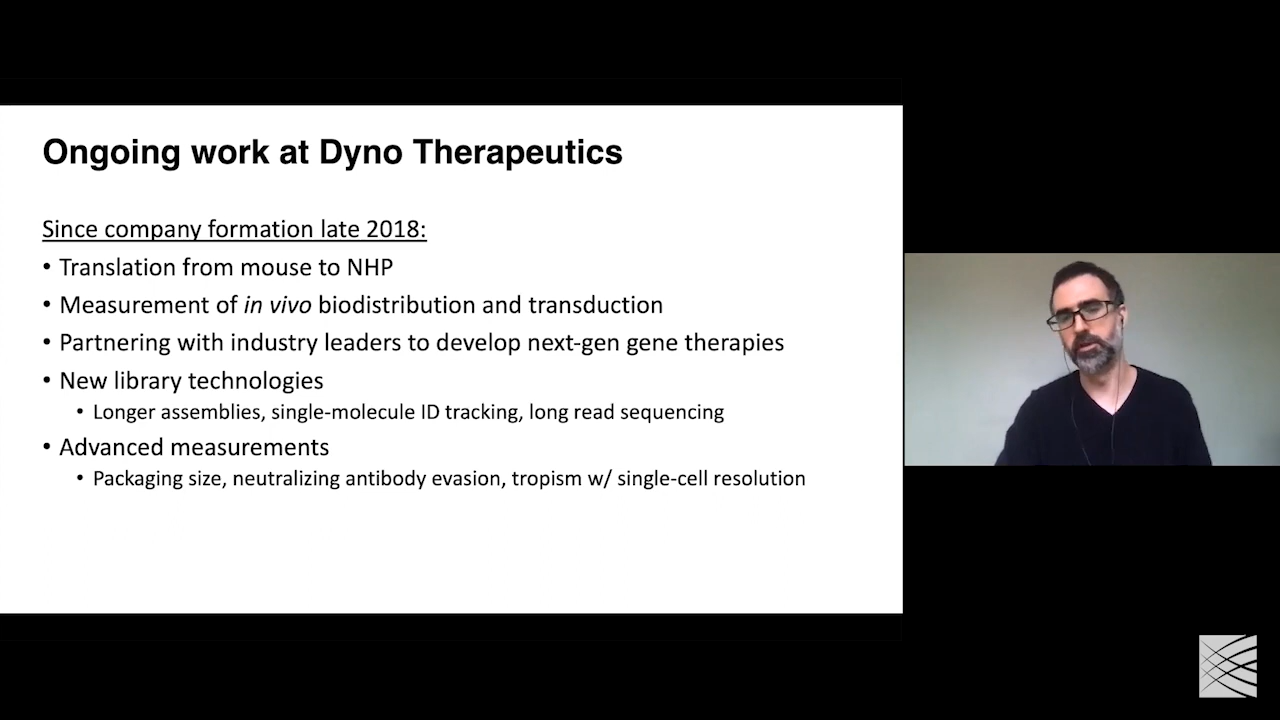 Ongoing work at Dyno Therapeutics
Since company formation late 2018:
• Translation from mouse to NHP
• Measurement of in vivo biodistribution and transduction
• Partnering with industry leaders to develop next-gen gene therapies
• New library technologies
• Longer assemblies, single-molecule ID tracking, long read sequencing
• Advanced measurements
• Packaging size, neutralizing antibody evasion, tropism w/ single-cell resolution